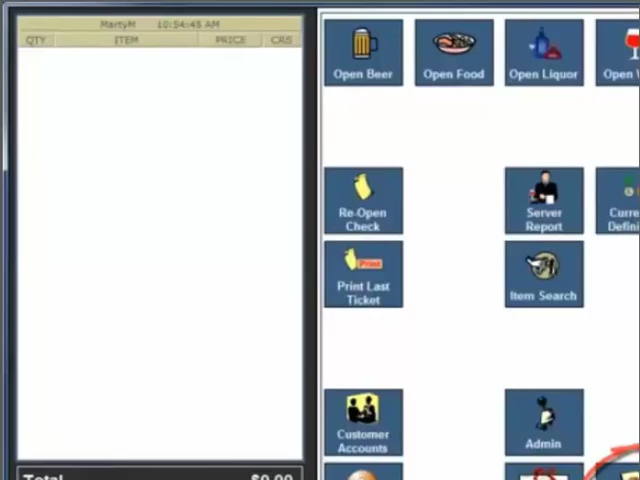 MartyM 10:54:45 AM
QTY ITEM PRICE CRS
Open Beer
Open Food
Open Liquor
Open
Re-Open
Check
Server
Report
Print
Print Last
Ticket
Item Search
Customer
Accounts
Admin
Total $0.00